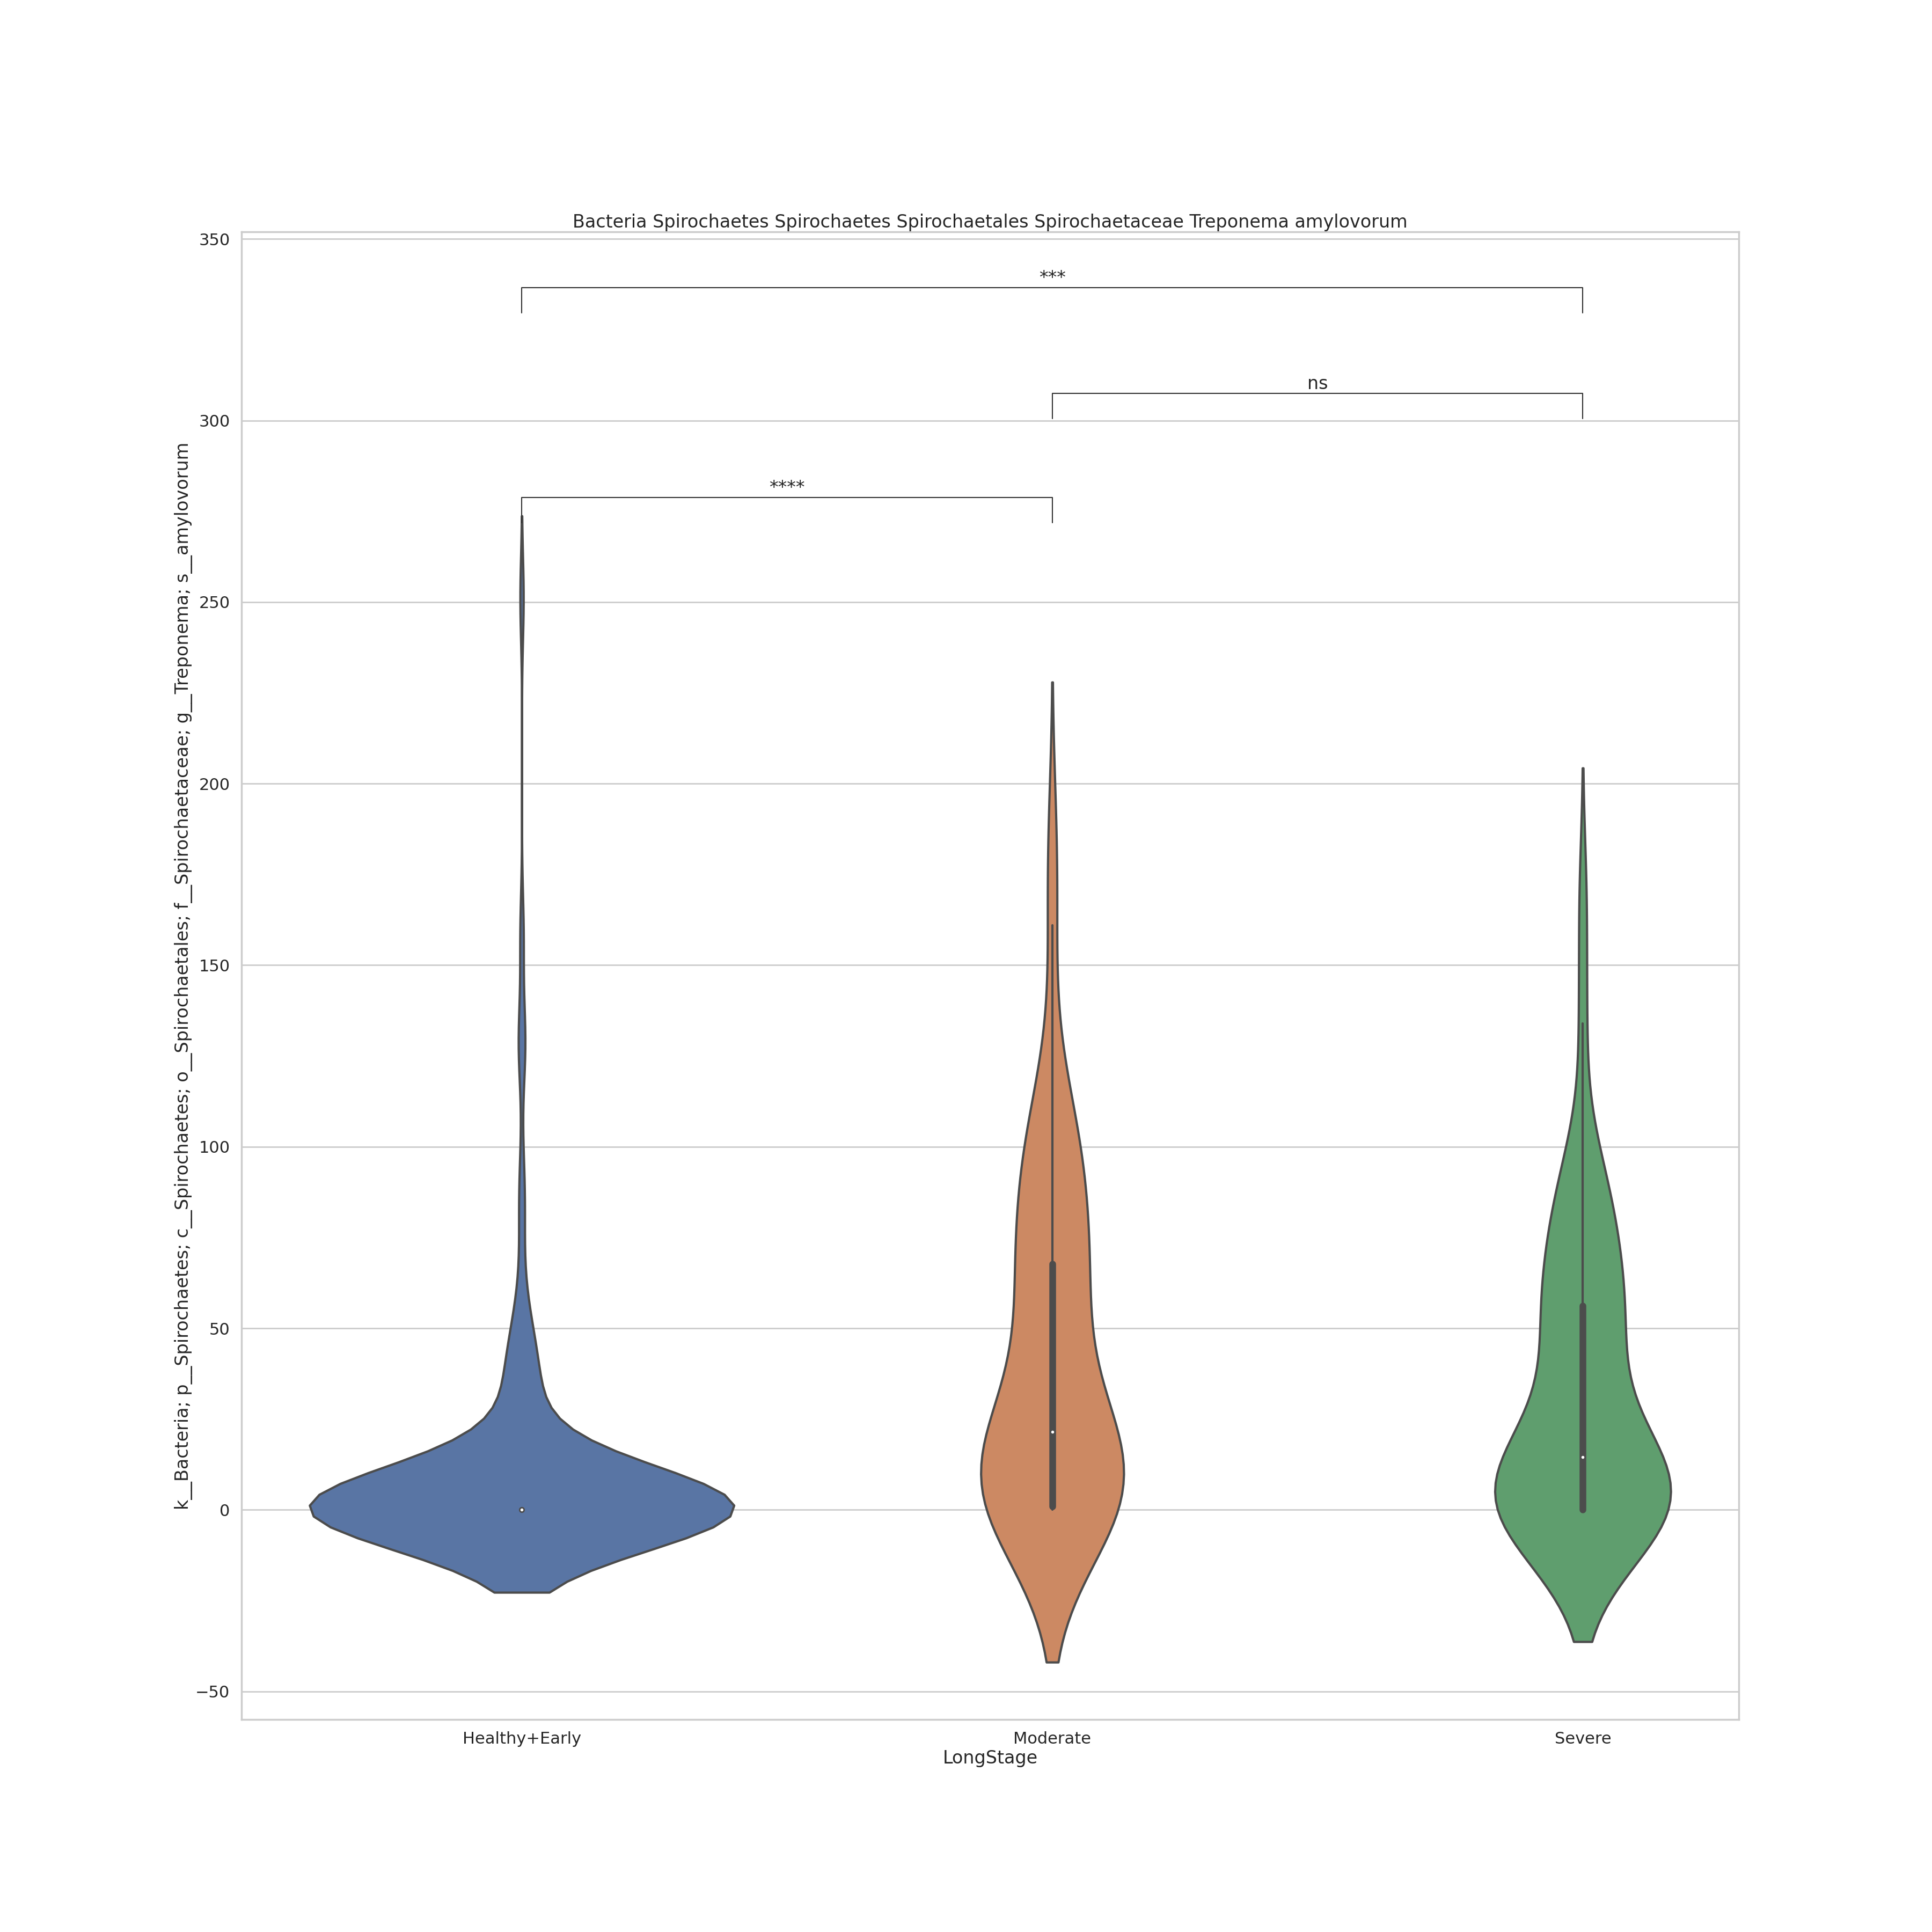 Bacteria Spirochaetes Spirochaetes Spirochaetales Spirochaetaceae Treponema amylovorum
k__Bacteria; p__Spirochaetes; c__Spirochaetes; o__Spirochaetales; f__Spirochaetaceae; g__Treponema; s__amylovorum
350
300
250
200
150
100
50
0
−50
***
ns
****
Healthy+Early
Moderate
Severe
LongStage